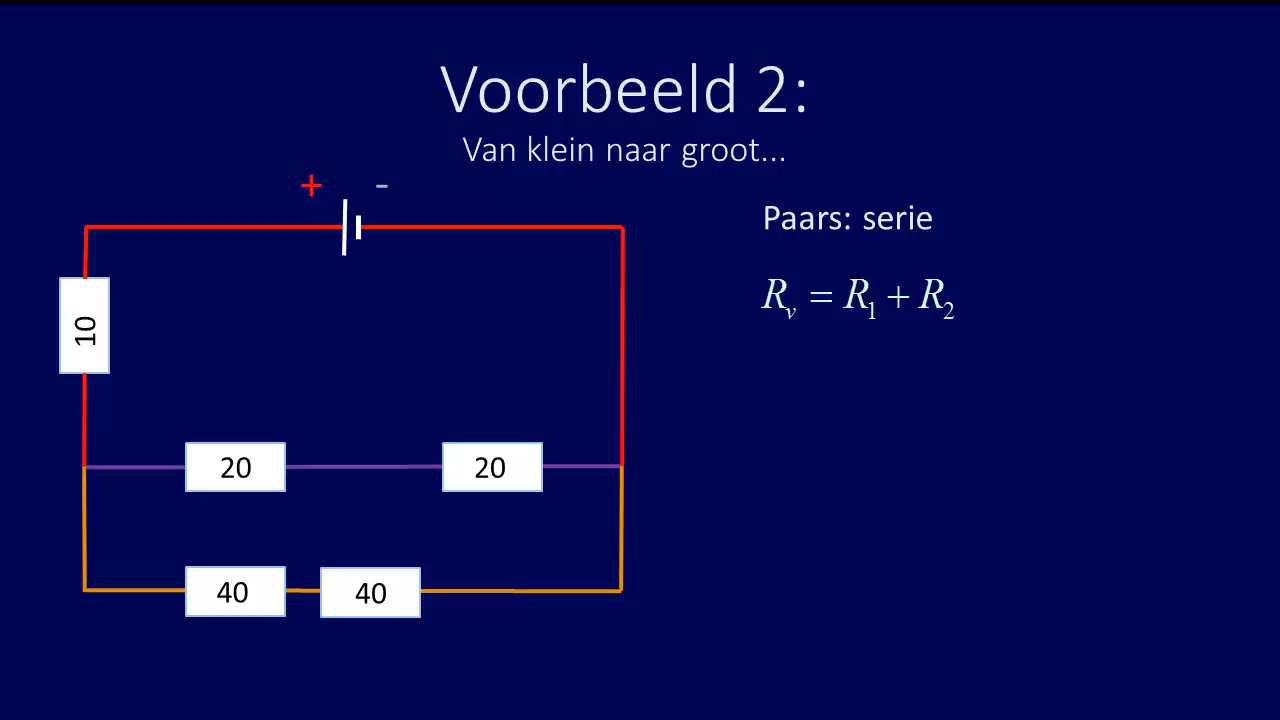 Voorbeeld 2:
Van klein naar groot...
+ -
Paars: serie
Rv = R1 + R2
10
20 20
40 40